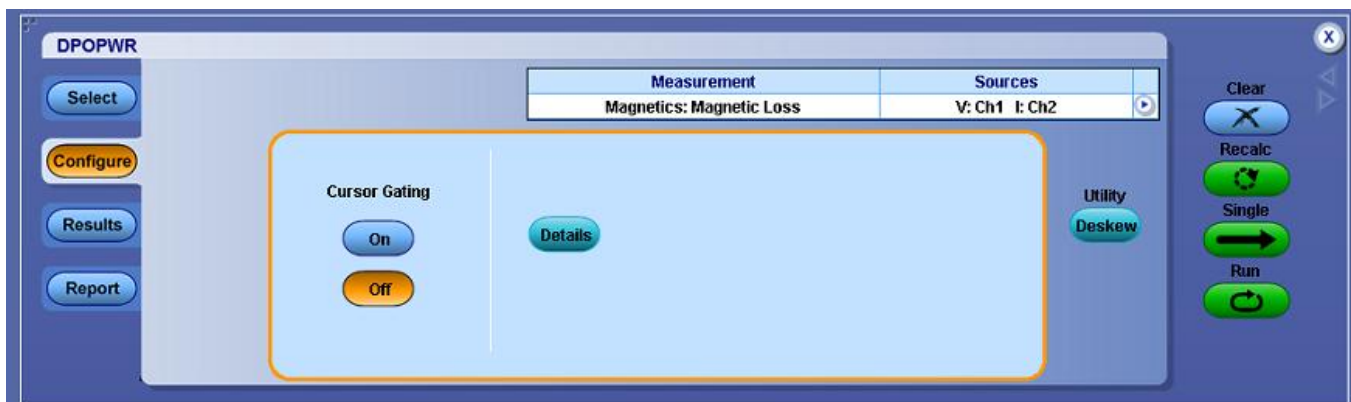 DPOPWR
Select
Configure
Results
Report
Measurement Sources
Magnetics: Magnetic Loss V: Ch1 I: Ch2
Cursor Gating
On
Off
Details
Utility
Deskew
X
Clear
Recalc
Single
Run